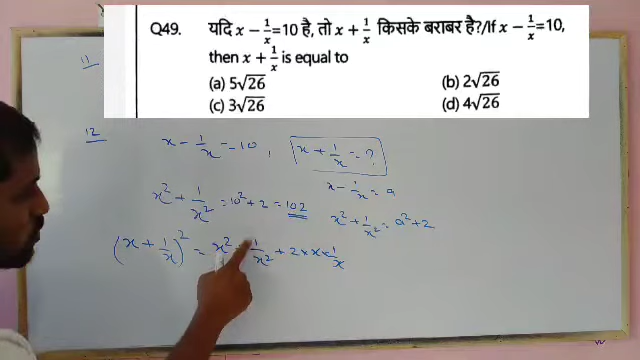 Q49. यदि x − 1/x =10 है, तो x + 1/x किसके बराबर है?/If x − 1/x =10,
then x + 1/x is equal to
(a) 5√26 (b) 2√26
(c) 3√26 (d) 4√26
11
12 x − 1/x = 10 , x + 1/x = ?
x − 1/x = a
x² + 1/x² = 10² + 2 = 102
x² + 1/x² = a² + 2
(x + 1/x)² = x² 1/x² + 2 × x × 1/x